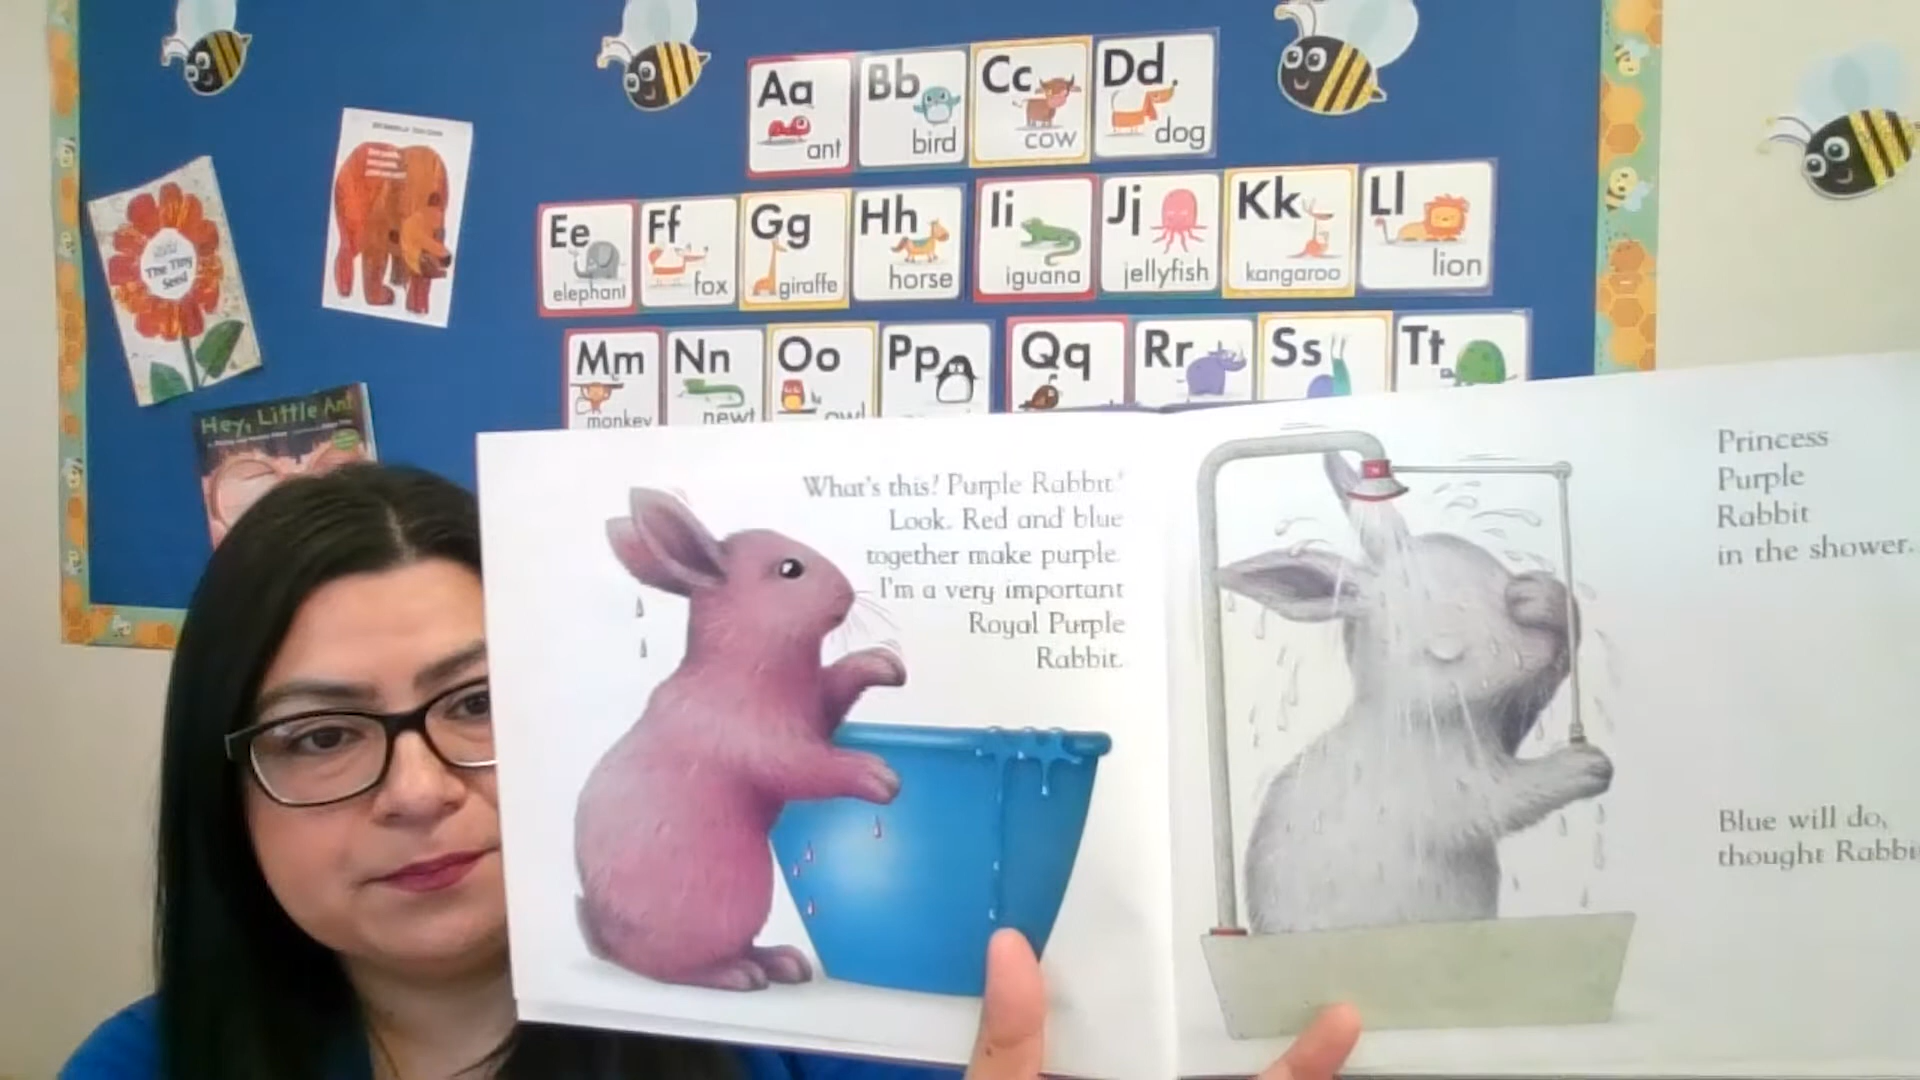 Aa
ant
Bb
bird
Cc
cow
Dd
dog
Ee
elephant
Ff
fox
Gg
giraffe
Hh
horse
Ii
iguana
Jj
jellyfish
Kk
kangaroo
Ll
lion
Mm
monkey
Nn
newt
Oo
owl
Pp
Qq
Rr
Ss
Tt
The Tiny
Seed
Hey, Little Ant
What's this? Purple Rabbit!
Look. Red and blue
together make purple.
I'm a very important
Royal Purple
Rabbit.
Princess
Purple
Rabbit
in the shower.
Blue will do,
thought